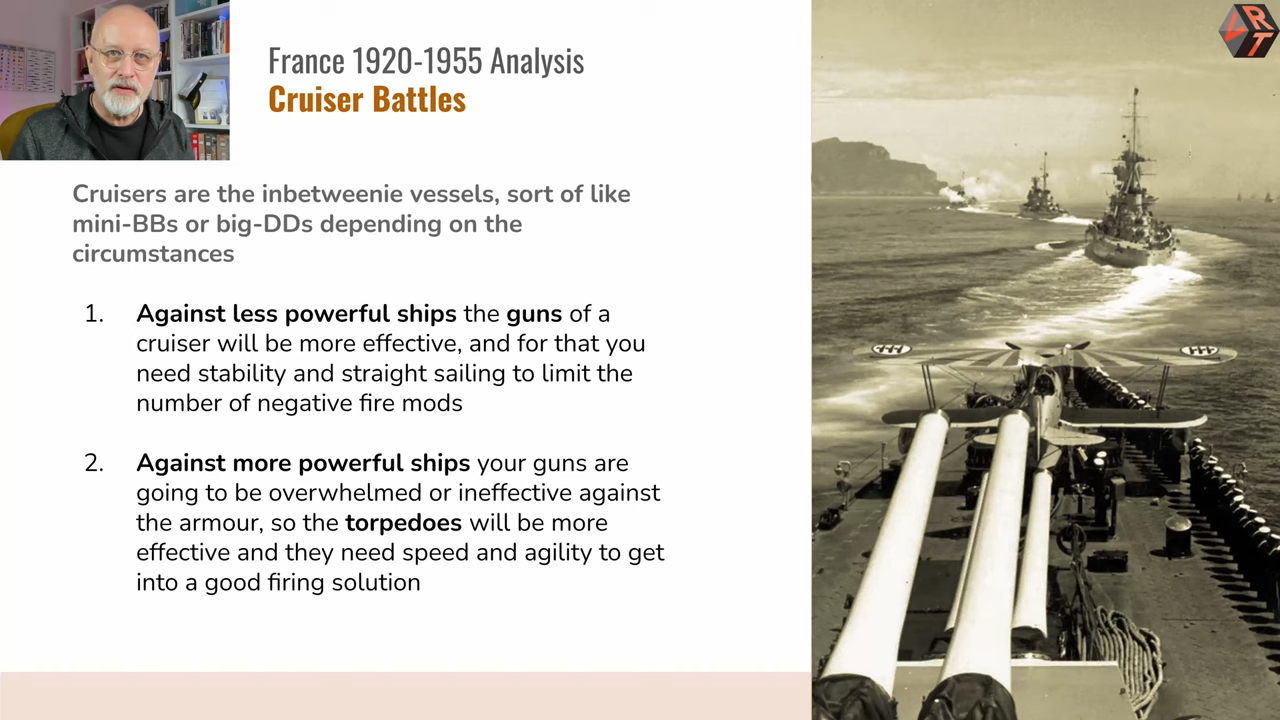 France 1920-1955 Analysis
Cruiser Battles
Cruisers are the inbetweenie vessels, sort of like
mini-BBs or big-DDs depending on the
circumstances
1. Against less powerful ships the guns of a
cruiser will be more effective, and for that you
need stability and straight sailing to limit the
number of negative fire mods
2. Against more powerful ships your guns are
going to be overwhelmed or ineffective against
the armour, so the torpedoes will be more
effective and they need speed and agility to get
into a good firing solution
RT